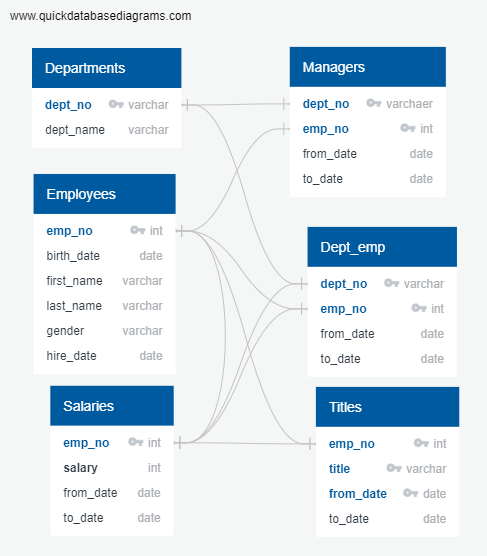 www.quickdatabasediagrams.com
Departments
dept_no varchar
dept_name varchar
Managers
dept_no varchaer
emp_no int
from_date date
to_date date
Employees
emp_no int
birth_date date
first_name varchar
last_name varchar
gender varchar
hire_date date
Dept_emp
dept_no varchar
emp_no int
from_date date
to_date date
Salaries
emp_no int
salary int
from_date date
to_date date
Titles
emp_no int
title varchar
from_date date
to_date date